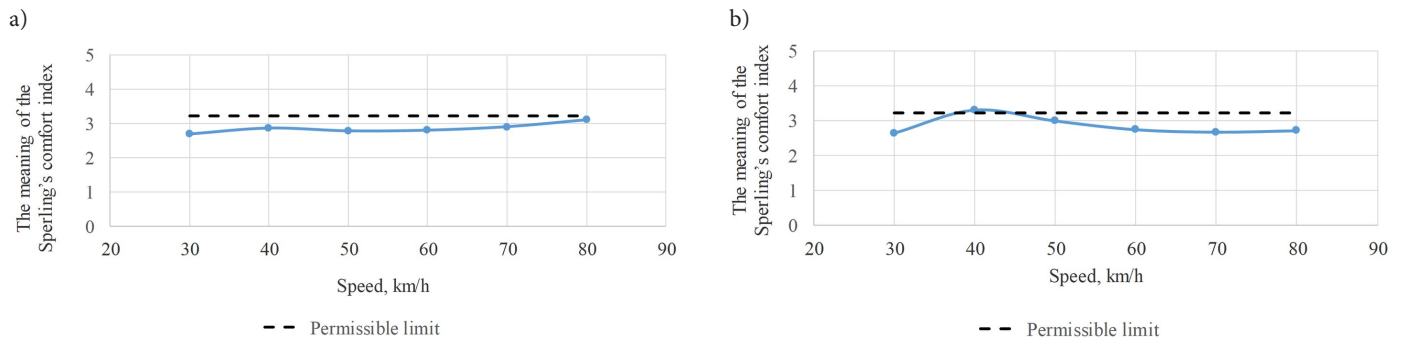 a)
The meaning of the
Sperling's comfort index
5
4
3
2
1
0
20 30 40 50 60 70 80 90
Speed, km/h
Permissible limit
b)
The meaning of the
Sperling's comfort index
5
4
3
2
1
0
20 30 40 50 60 70 80 90
Speed, km/h
Permissible limit